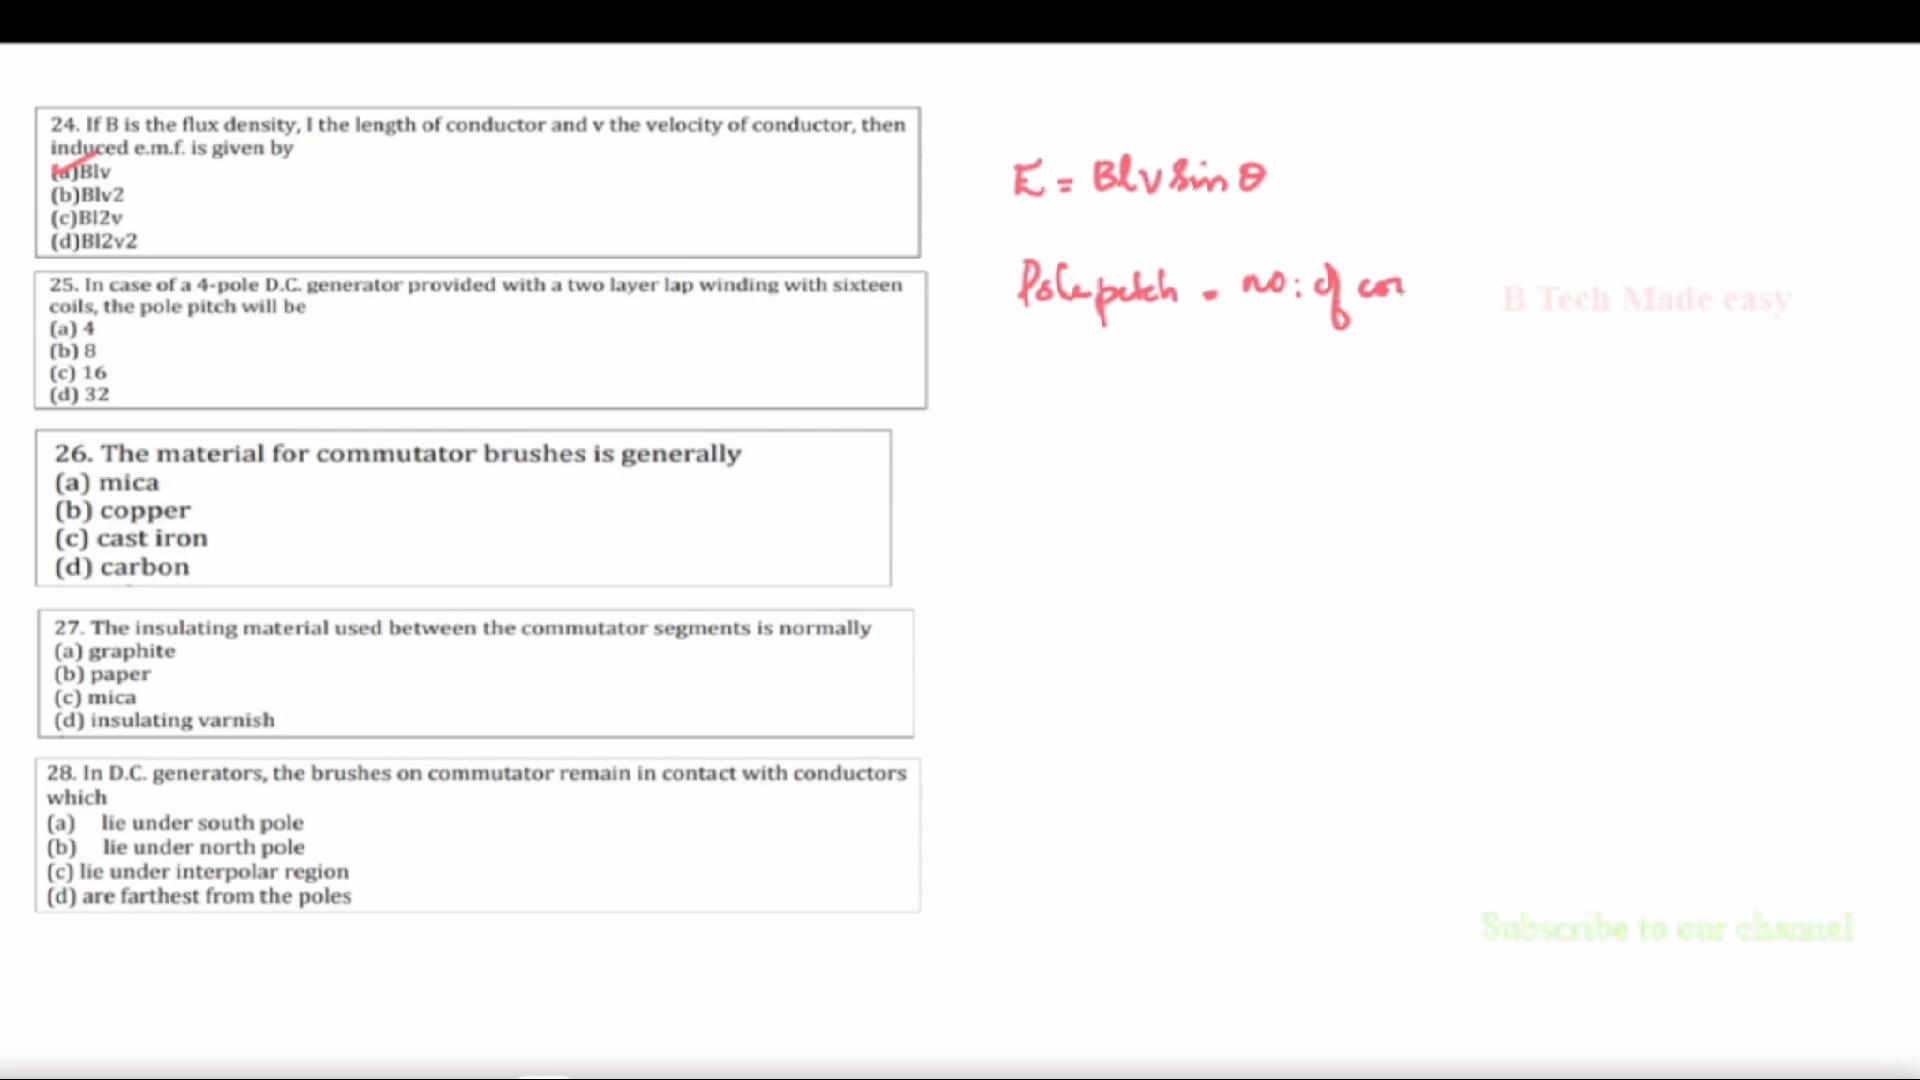 24. If B is the flux density, l the length of conductor and v the velocity of conductor, then
induced e.m.f. is given by
(a)Blv
(b)Blv2
(c)Bl2v
(d)Bl2v2
25. In case of a 4-pole D.C. generator provided with a two layer lap winding with sixteen
coils, the pole pitch will be
(a) 4
(b) 8
(c) 16
(d) 32
26. The material for commutator brushes is generally
(a) mica
(b) copper
(c) cast iron
(d) carbon
27. The insulating material used between the commutator segments is normally
(a) graphite
(b) paper
(c) mica
(d) insulating varnish
28. In D.C. generators, the brushes on commutator remain in contact with conductors
which
(a) lie under south pole
(b) lie under north pole
(c) lie under interpolar region
(d) are farthest from the poles
E = Blv Sin θ
Pole pitch - no: of con
B Tech Made easy
Subscribe to our channel